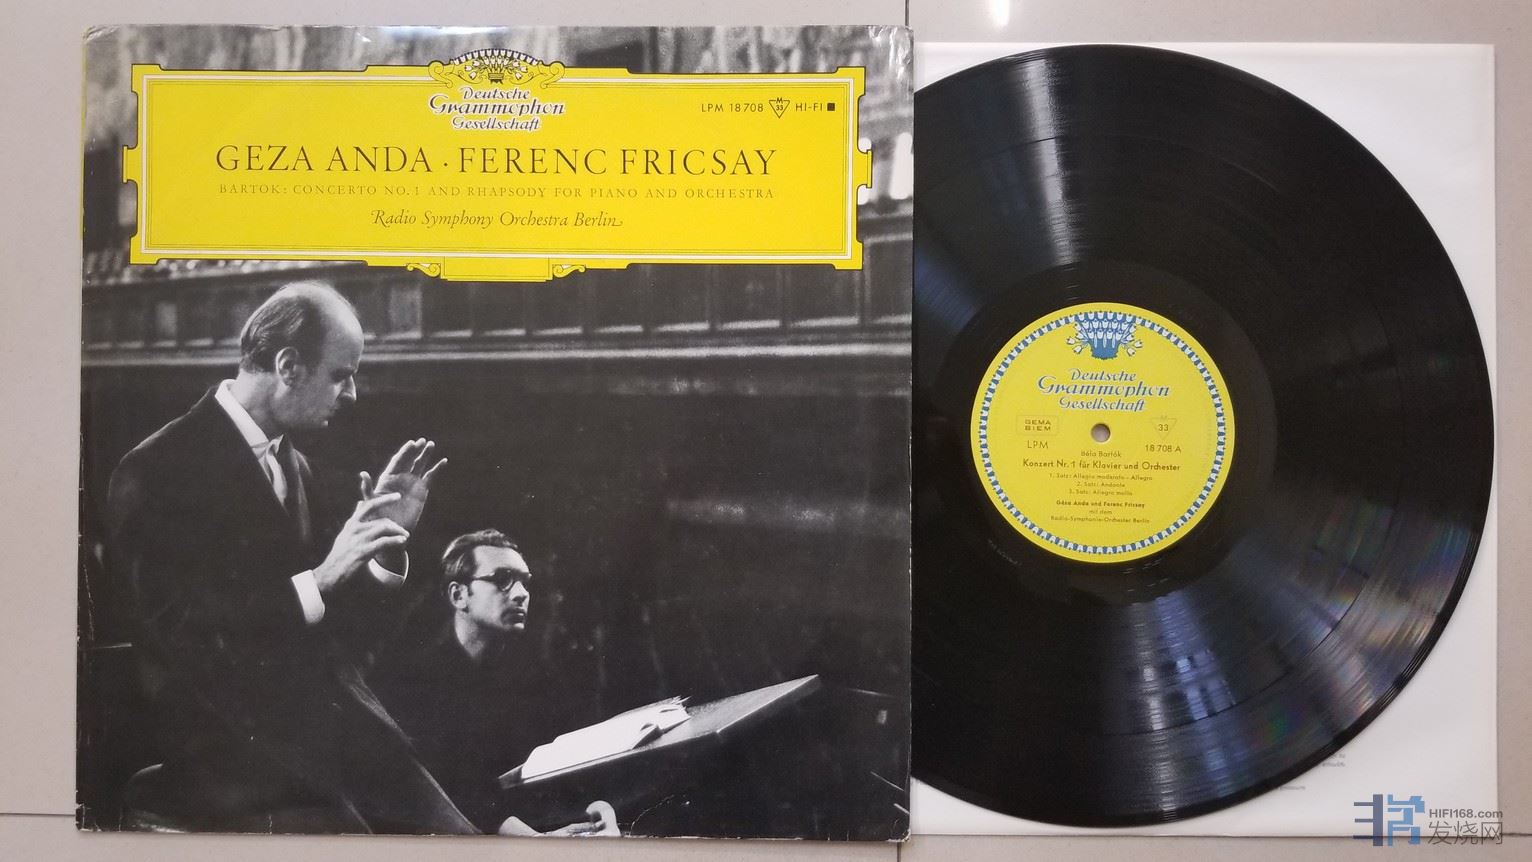 Deutsche
Grammophon
Gesellschaft
LPM 18 708 M 33 HI-FI
GEZA ANDA · FERENC FRICSAY
BARTOK: CONCERTO NO. 1 AND RHAPSODY FOR PIANO AND ORCHESTRA
Radio Symphony Orchestra Berlin
Deutsche
Grammophon
Gesellschaft
GEMA
BIEM
33
LPM
18 708 A
Béla Bartók
Konzert Nr. 1 für Klavier und Orchester
1. Satz: Allegro moderato – Allegro
2. Satz: Andante
3. Satz: Allegro molto
Géza Anda und Ferenc Fricsay
mit dem
Radio-Symphonie-Orchester Berlin
HIFI168.com
发烧网